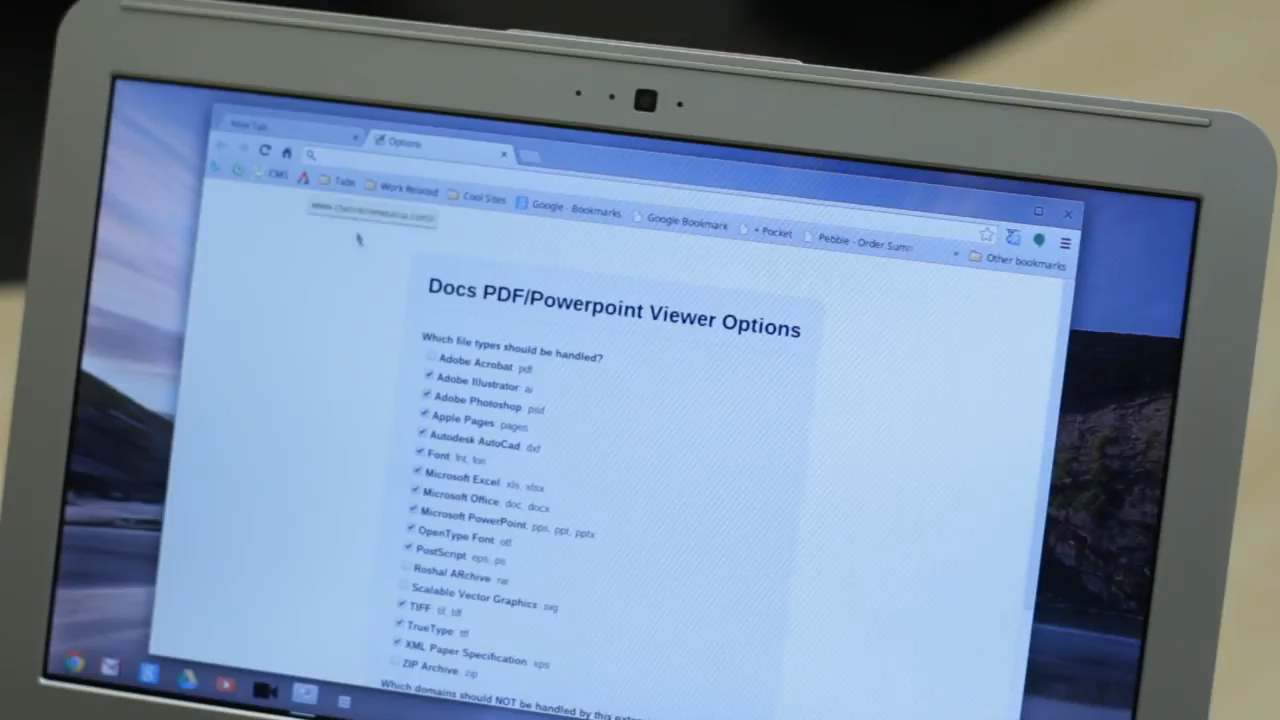 New Tab
Options
CMS
Tabs
Work Related
Cool Sites
Google - Bookmarks
Google Bookmark
+ Pocket
Pebble - Order Summ
Other bookmarks
Docs PDF/Powerpoint Viewer Options
Which file types should be handled?
Adobe Acrobat pdf
Adobe Illustrator ai
Adobe Photoshop psd
Apple Pages pages
Autodesk AutoCad dxf
Font fnt, fon
Microsoft Excel xls, xlsx
Microsoft Office doc, docx
Microsoft PowerPoint pps, ppt, pptx
OpenType Font otf
PostScript eps, ps
Roshal ARchive rar
Scalable Vector Graphics svg
TIFF tif, tiff
TrueType ttf
XML Paper Specification xps
ZIP Archive zip
Which domains should NOT be handled by this exten